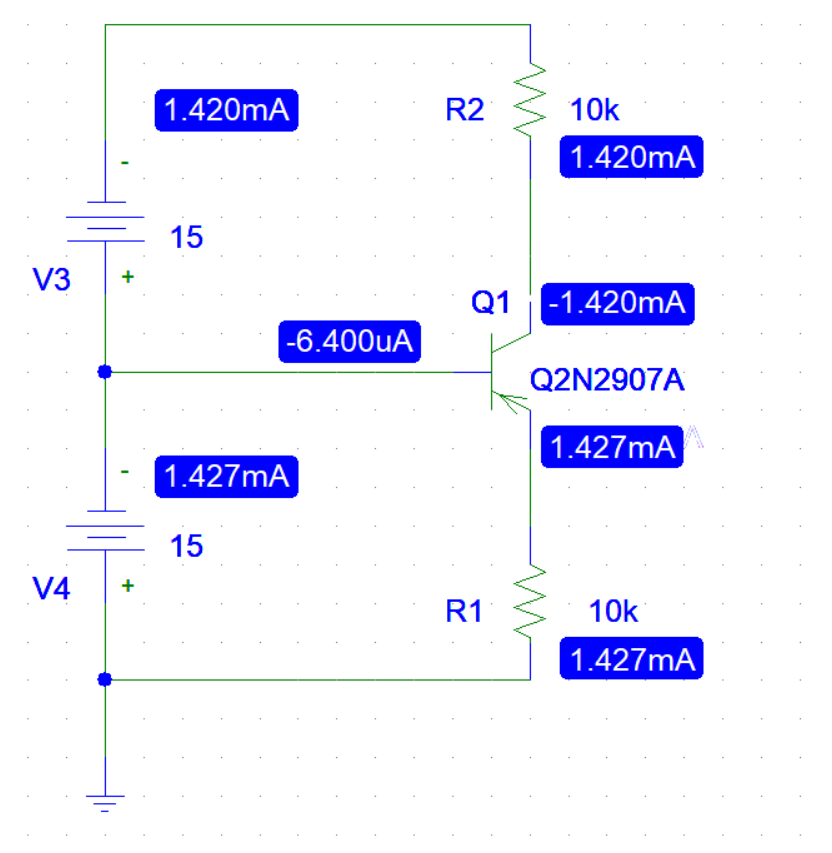 1.420mA
R2 10k
1.420mA
-
15
V3 +
Q1 -1.420mA
-6.400uA
Q2N2907A
1.427mA
-
1.427mA
15
V4 +
R1 10k
1.427mA